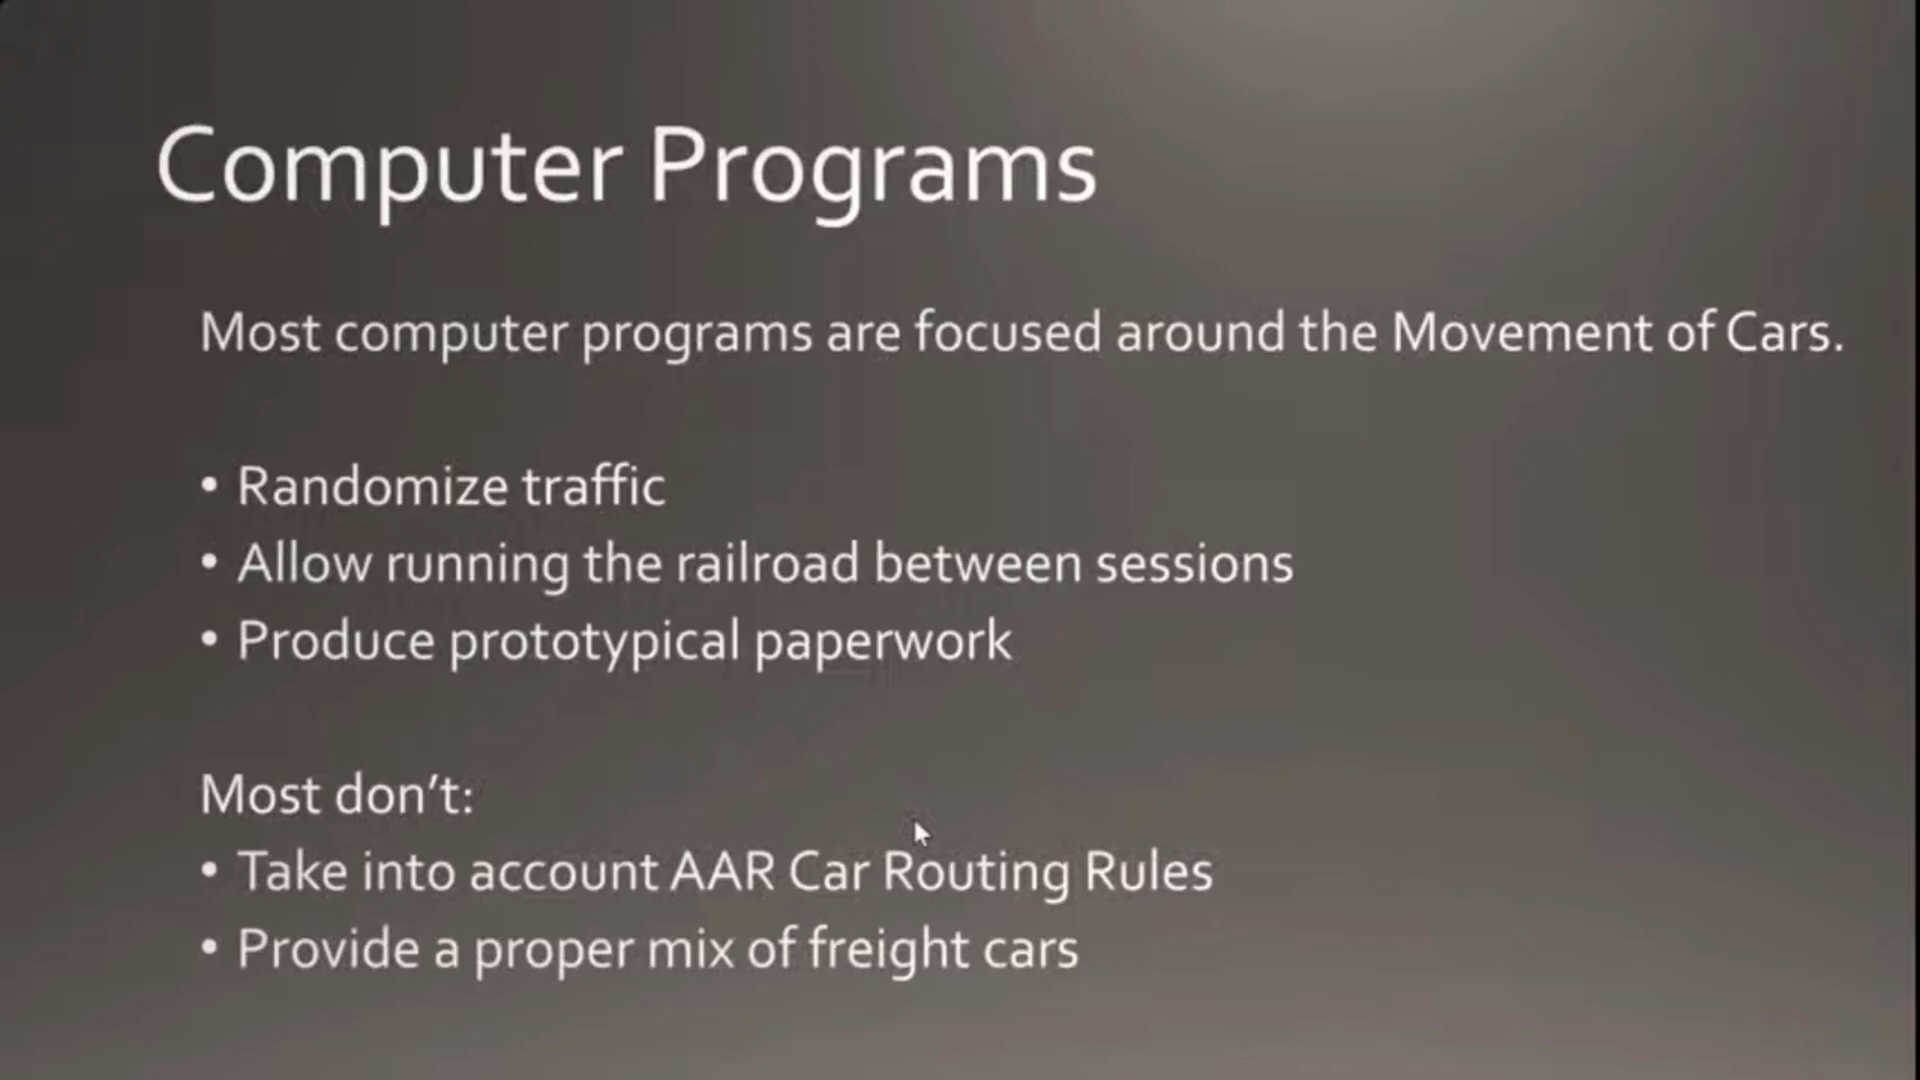 Computer Programs
Most computer programs are focused around the Movement of Cars.
• Randomize traffic
• Allow running the railroad between sessions
• Produce prototypical paperwork
Most don’t:
• Take into account AAR Car Routing Rules
• Provide a proper mix of freight cars